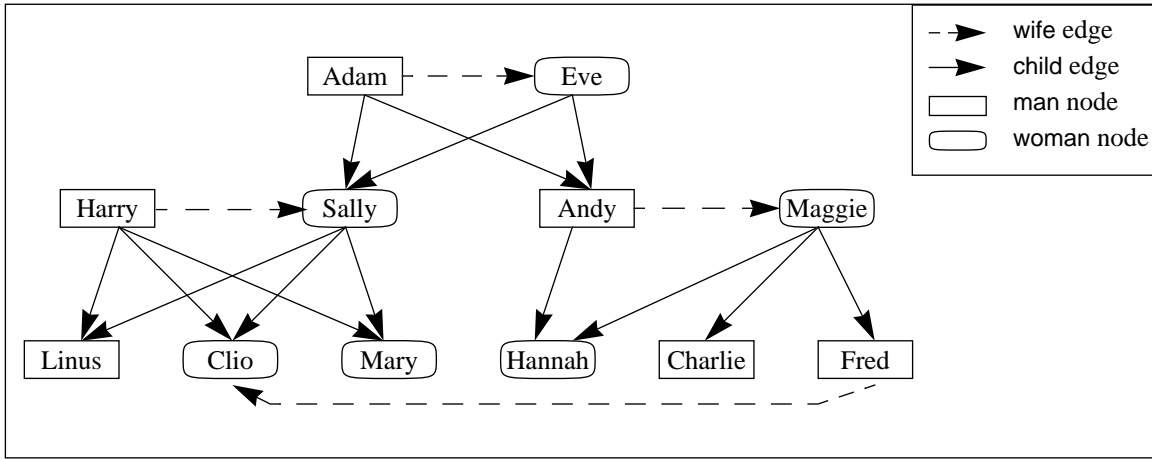 wife edge
child edge
man node
woman node
Adam Eve
Harry Sally Andy Maggie
Linus Clio Mary Hannah Charlie Fred